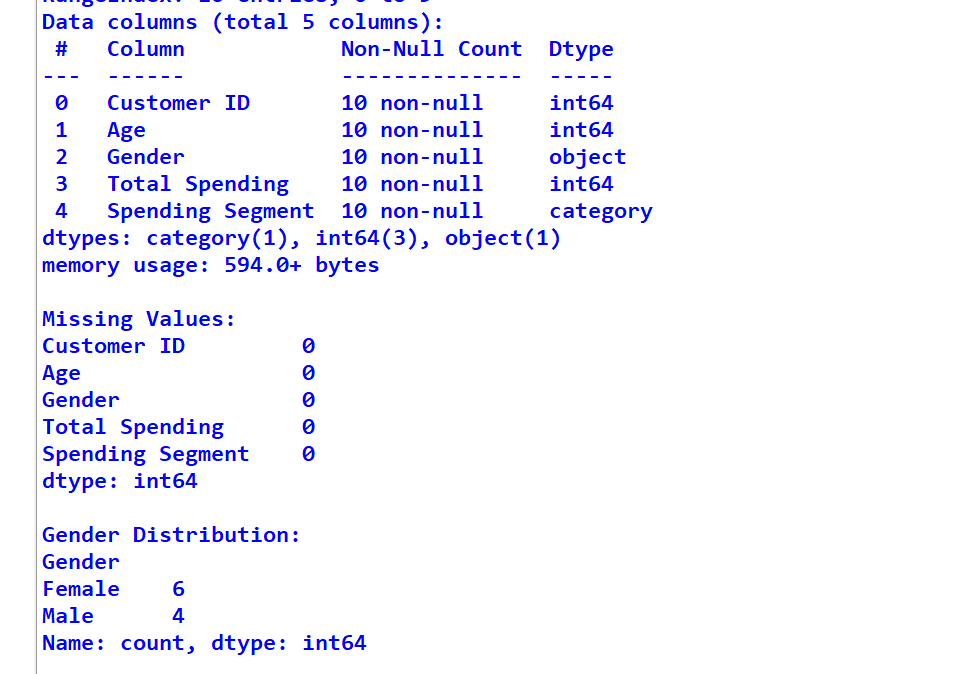 Data columns (total 5 columns):
 #   Column            Non-Null Count  Dtype
---  ------            --------------  -----
 0   Customer ID       10 non-null     int64
 1   Age               10 non-null     int64
 2   Gender            10 non-null     object
 3   Total Spending    10 non-null     int64
 4   Spending Segment  10 non-null     category
dtypes: category(1), int64(3), object(1)
memory usage: 594.0+ bytes

Missing Values:
Customer ID         0
Age                 0
Gender              0
Total Spending      0
Spending Segment    0
dtype: int64

Gender Distribution:
Gender
Female    6
Male      4
Name: count, dtype: int64